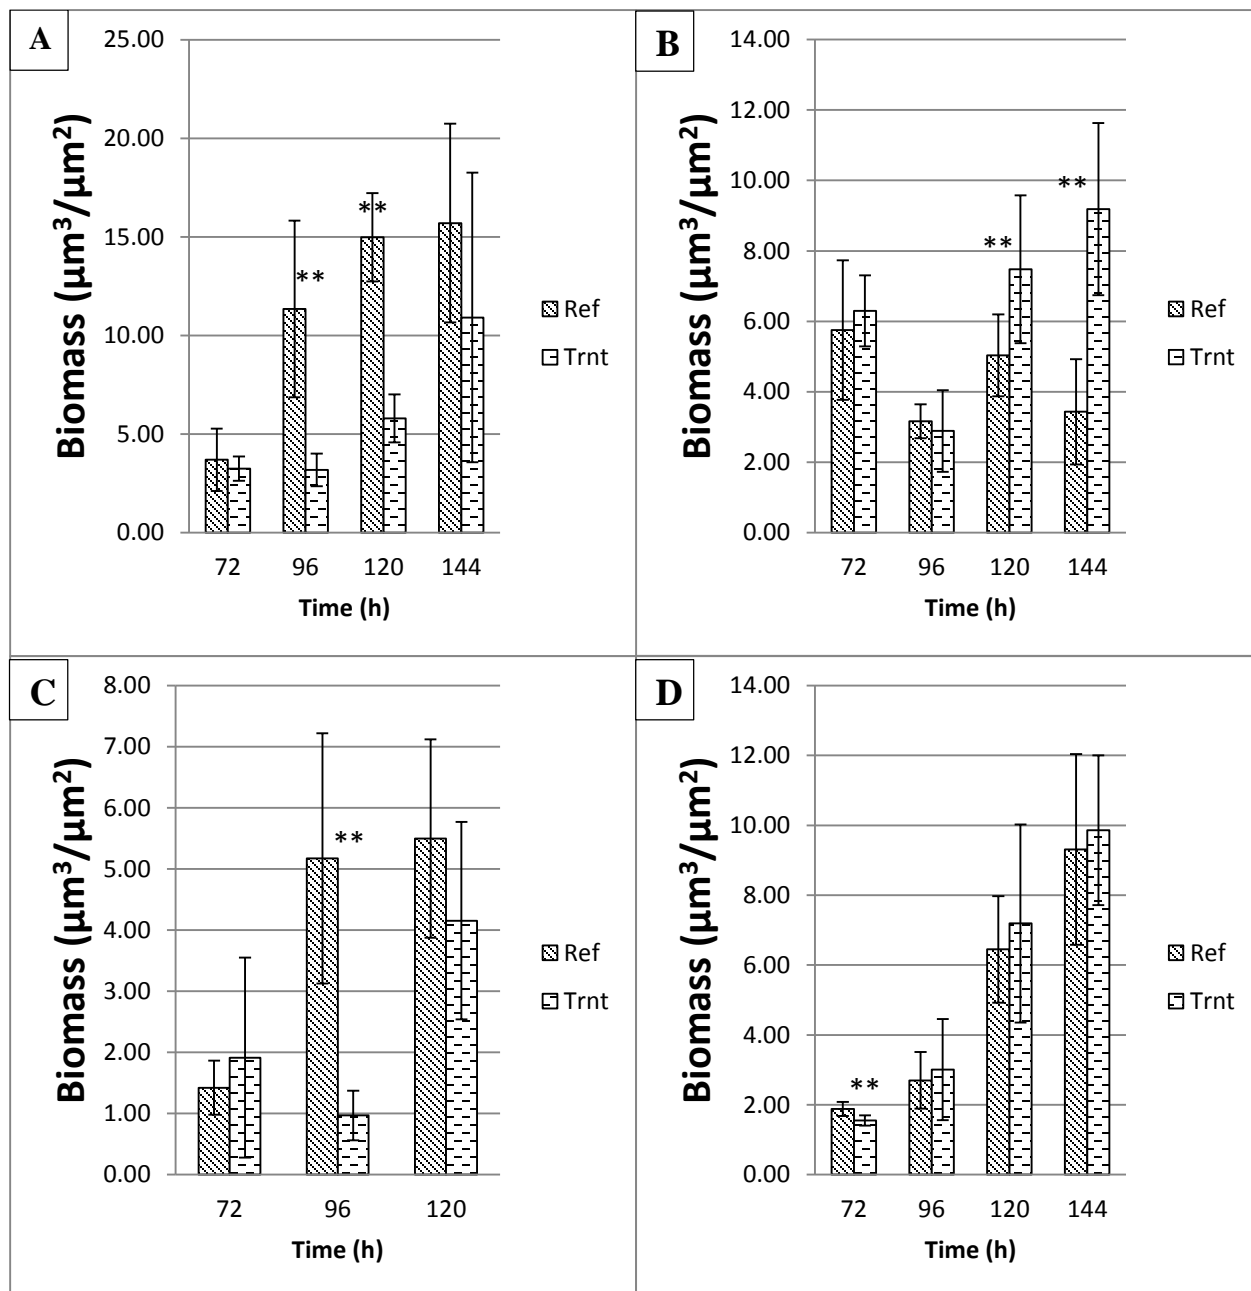 A
25.00
20.00
15.00
10.00
5.00
0.00
Biomass (µm³/µm²)
**
**
72 96 120 144
Time (h)
Ref
Trnt
B
14.00
12.00
10.00
8.00
6.00
4.00
2.00
0.00
Biomass (µm³/µm²)
**
**
72 96 120 144
Time (h)
Ref
Trnt
C
8.00
7.00
6.00
5.00
4.00
3.00
2.00
1.00
0.00
Biomass (µm³/µm²)
**
72 96 120
Time (h)
Ref
Trnt
D
14.00
12.00
10.00
8.00
6.00
4.00
2.00
0.00
Biomass (µm³/µm²)
**
72 96 120 144
Time (h)
Ref
Trnt